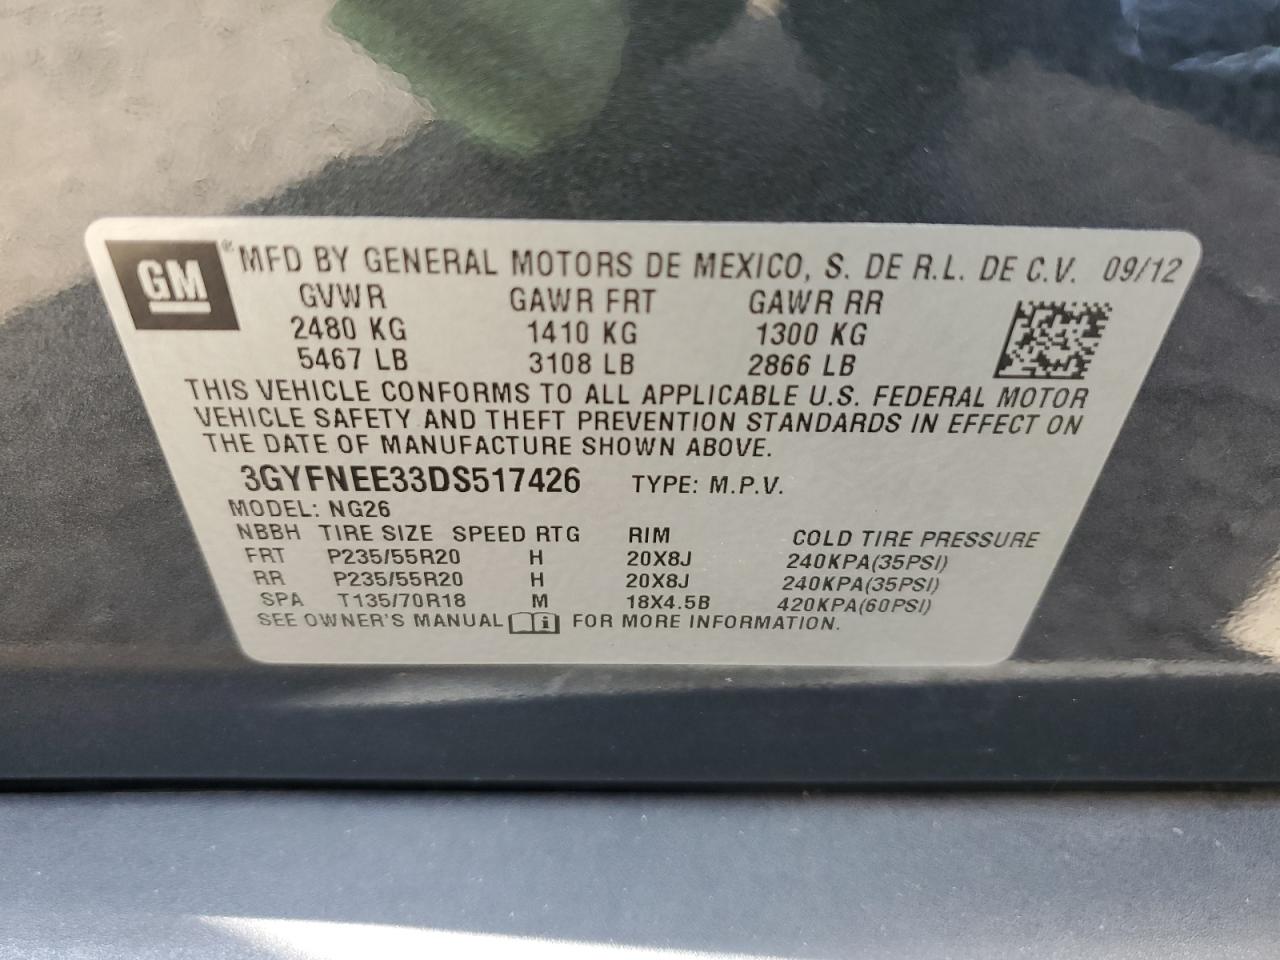 GM ® MFD BY GENERAL MOTORS DE MEXICO, S. DE R.L. DE C.V. 09/12
GVWR GAWR FRT GAWR RR
2480 KG 1410 KG 1300 KG
5467 LB 3108 LB 2866 LB
THIS VEHICLE CONFORMS TO ALL APPLICABLE U.S. FEDERAL MOTOR
VEHICLE SAFETY AND THEFT PREVENTION STANDARDS IN EFFECT ON
THE DATE OF MANUFACTURE SHOWN ABOVE.
3GYFNEE33DS517426 TYPE: M.P.V.
MODEL: NG26
NBBH TIRE SIZE SPEED RTG RIM COLD TIRE PRESSURE
FRT P235/55R20 H 20X8J 240KPA(35PSI)
RR P235/55R20 H 20X8J 240KPA(35PSI)
SPA T135/70R18 M 18X4.5B 420KPA(60PSI)
SEE OWNER'S MANUAL i FOR MORE INFORMATION.